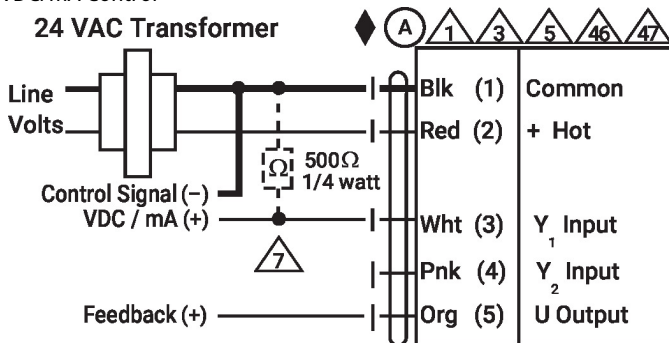 24 VAC Transformer
A 1 3 5 46 47
Line
Volts
Blk (1) Common
Red (2) + Hot
Ω 500Ω
1/4 watt
Control Signal (−)
VDC / mA (+)
7
Wht (3) Y1 Input
Pnk (4) Y2 Input
Feedback (+)
Org (5) U Output